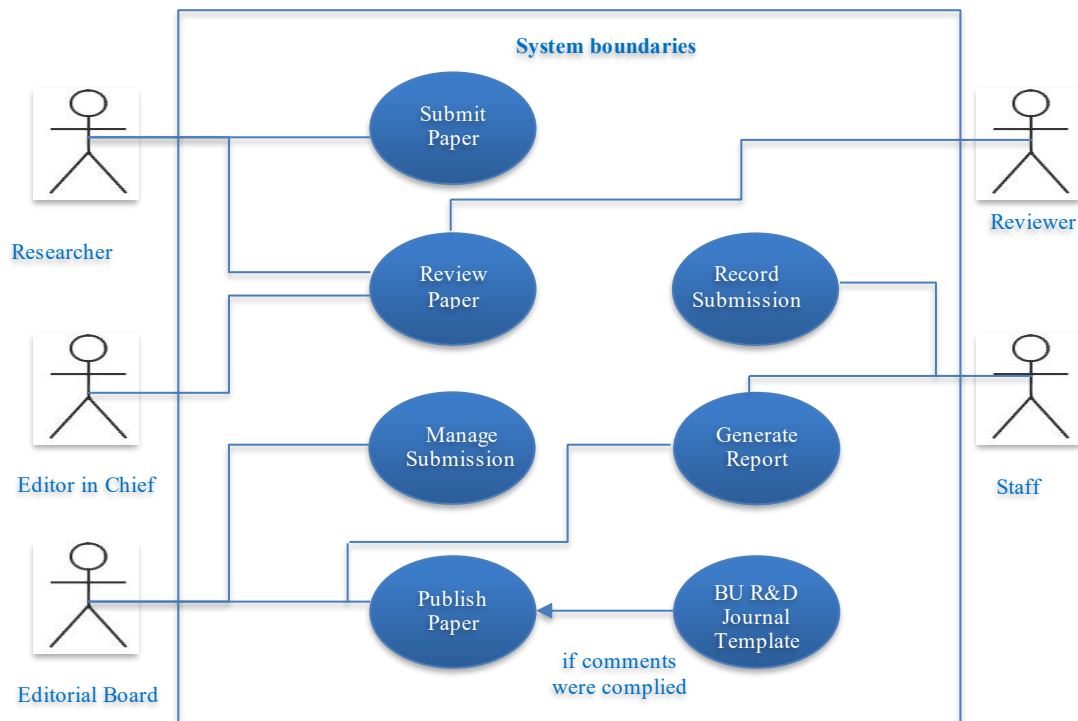 System boundaries
Submit
Paper
Researcher
Reviewer
Review
Paper
Record
Submission
Editor in Chief
Manage
Submission
Generate
Report
Staff
Editorial Board
Publish
Paper
BU R&D
Journal
Template
if comments
were complied